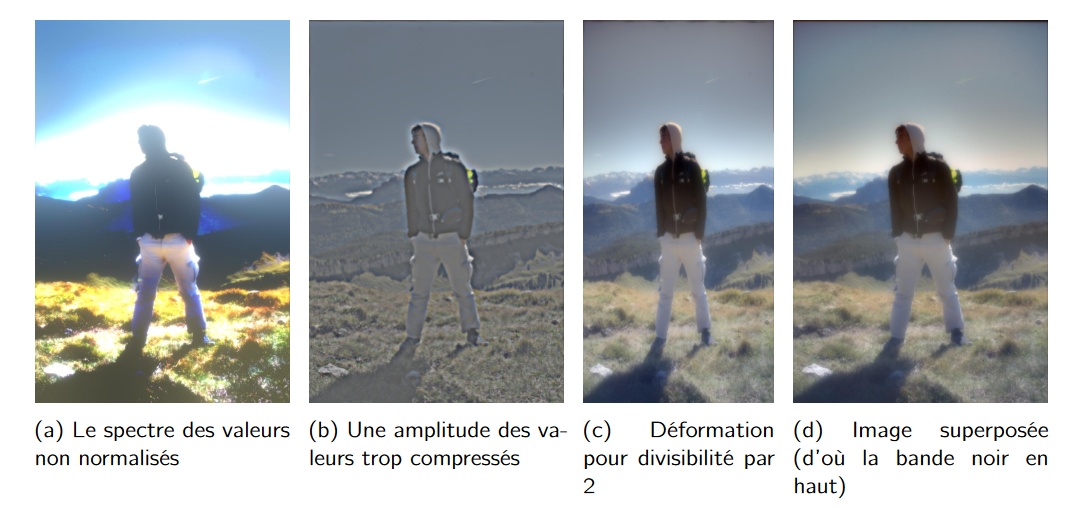 (a) Le spectre des valeurs
non normalisés
(b) Une amplitude des va-
leurs trop compressés
(c) Déformation
pour divisibilité par
2
(d) Image superposée
(d'où la bande noir en
haut)